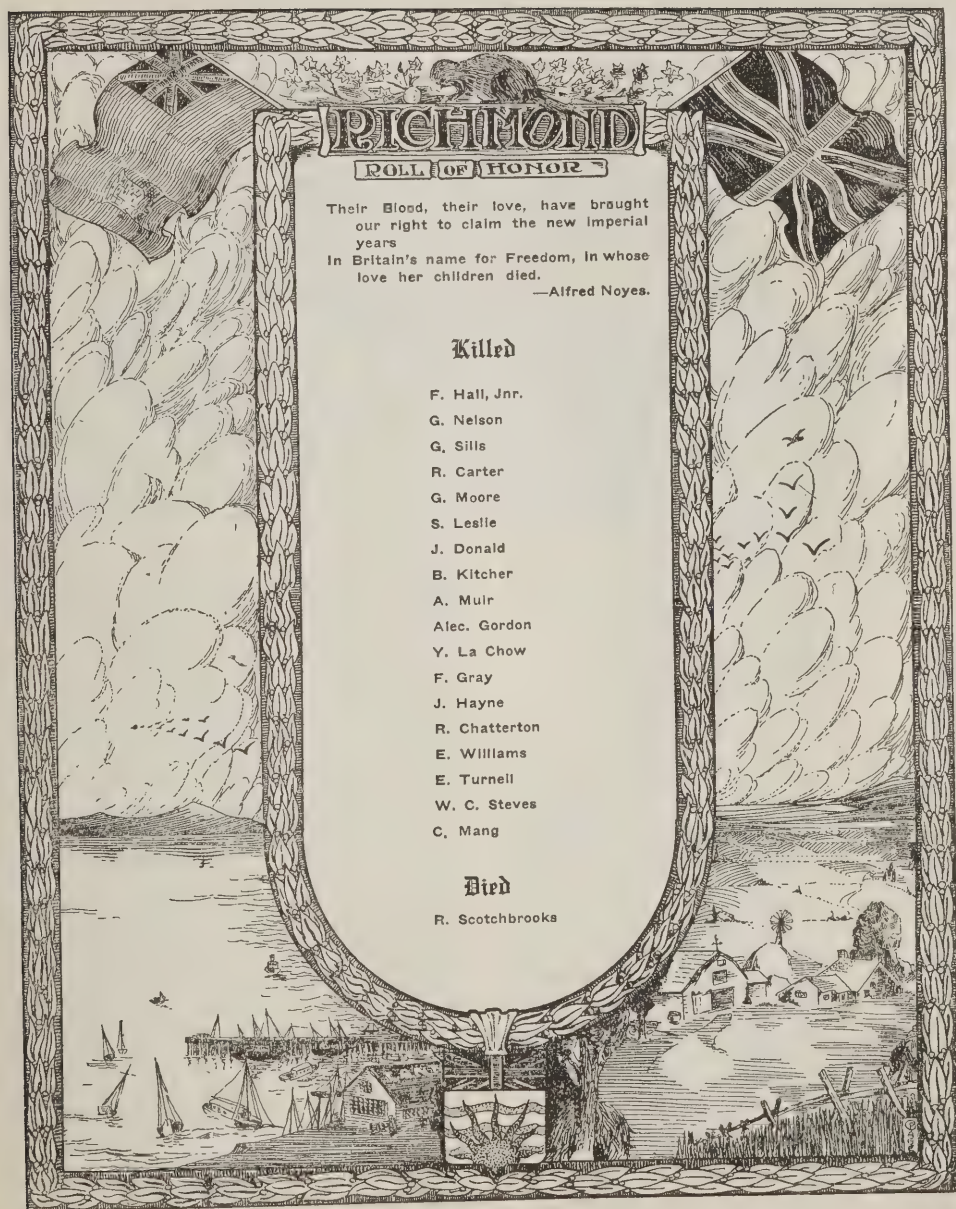 RICHMOND
ROLL OF HONOR
Their Blood, their love, have brought
our right to claim the new Imperial
years
In Britain's name for Freedom, in whose
love her children died.
—Alfred Noyes.
Killed
F. Hall, Jnr.
G. Nelson
G. Sills
R. Carter
G. Moore
S. Leslie
J. Donald
B. Kitcher
A. Muir
Alec. Gordon
Y. La Chow
F. Gray
J. Hayne
R. Chatterton
E. Williams
E. Turnell
W. C. Steves
C. Mang
Died
R. Scotchbrooks